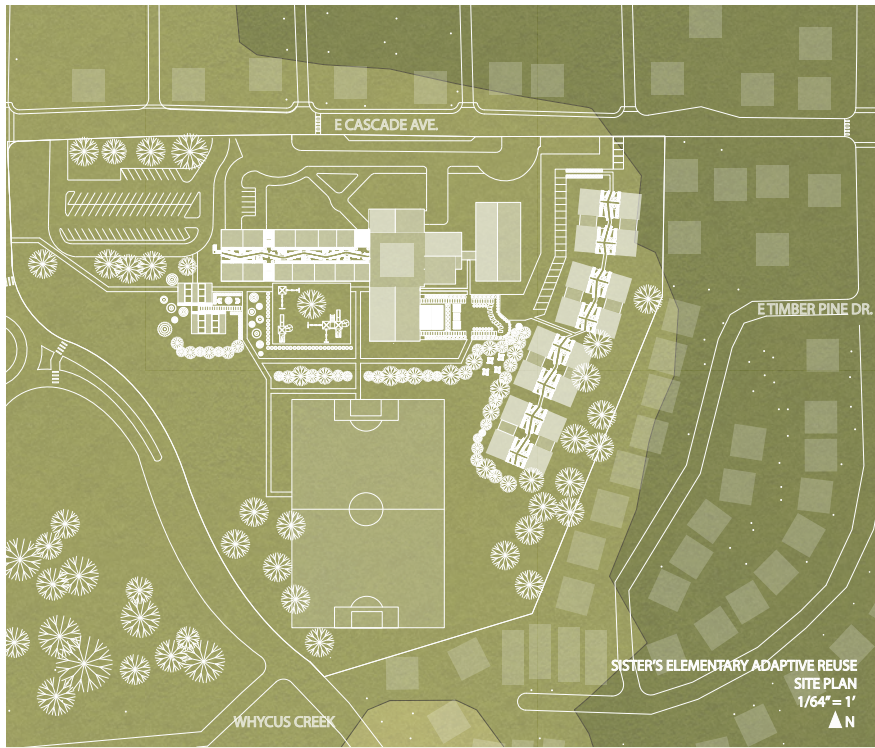 E CASCADE AVE.
E TIMBER PINE DR.
SISTER'S ELEMENTARY ADAPTIVE REUSE
SITE PLAN
1/64" = 1'
N
WHYCUS CREEK